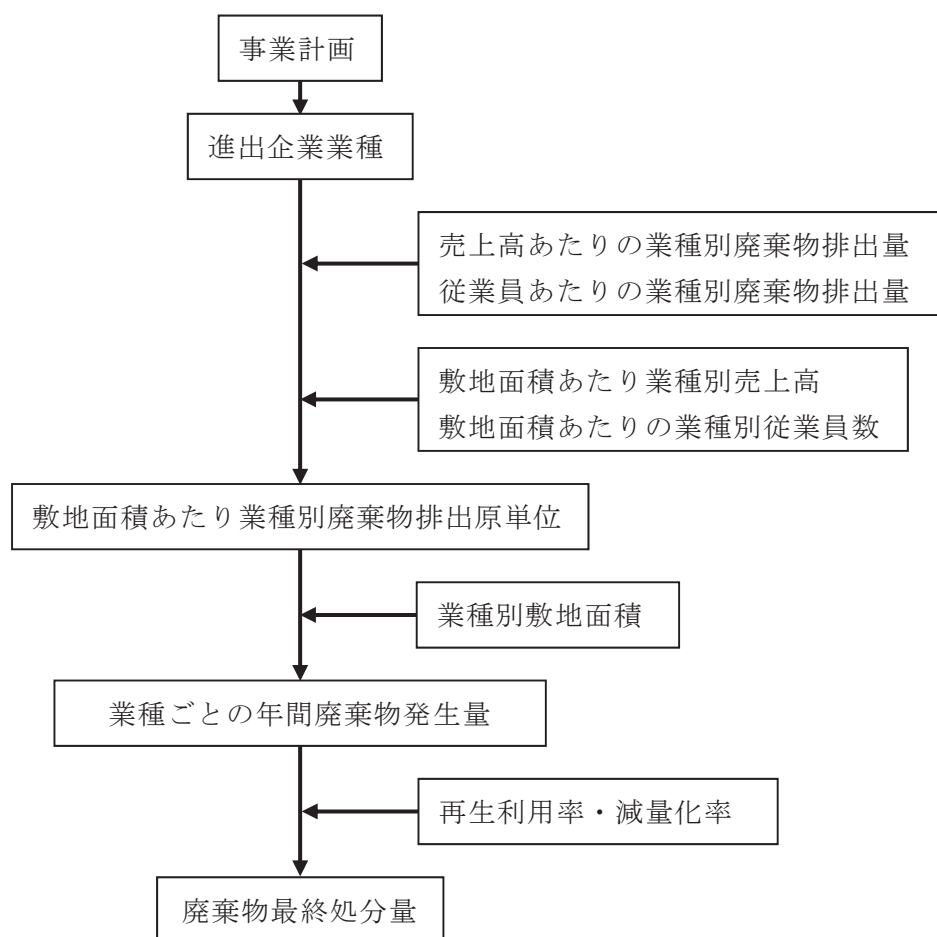 事業計画
進出企業業種
売上高あたりの業種別廃棄物排出量
従業員あたりの業種別廃棄物排出量
敷地面積あたり業種別売上高
敷地面積あたりの業種別従業員数
敷地面積あたり業種別廃棄物排出原単位
業種別敷地面積
業種ごとの年間廃棄物発生量
再生利用率・減量化率
廃棄物最終処分量